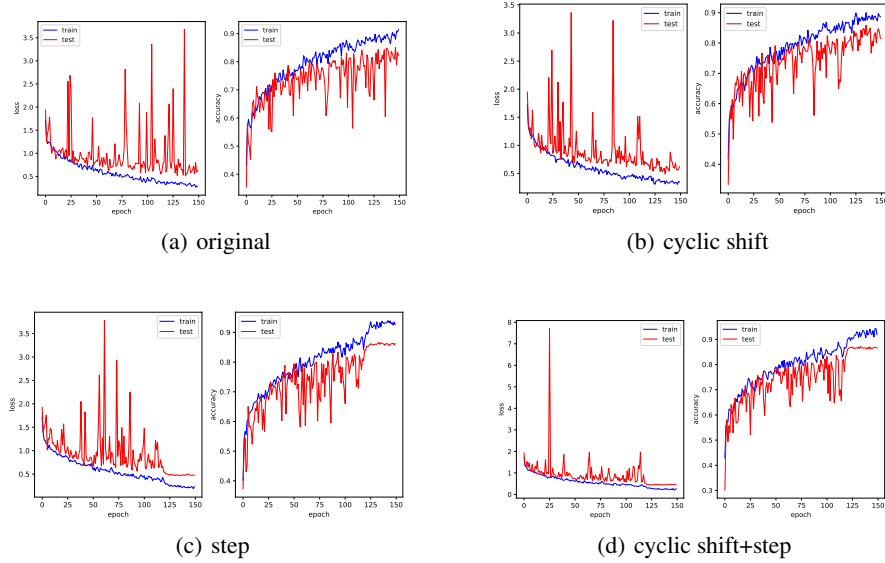 train
test
3.5
3.0
2.5
2.0
1.5
1.0
0.5
loss
0 25 50 75 100 125 150
epoch
train
test
0.9
0.8
0.7
0.6
0.5
0.4
accuracy
0 25 50 75 100 125 150
epoch
(a) original
train
test
3.5
3.0
2.5
2.0
1.5
1.0
0.5
loss
0 25 50 75 100 125 150
epoch
train
test
0.9
0.8
0.7
0.6
0.5
0.4
accuracy
0 25 50 75 100 125 150
epoch
(b) cyclic shift
train
test
3.5
3.0
2.5
2.0
1.5
1.0
0.5
loss
0 25 50 75 100 125 150
epoch
train
test
0.9
0.8
0.7
0.6
0.5
0.4
accuracy
0 25 50 75 100 125 150
epoch
(c) step
train
test
8
7
6
5
4
3
2
1
0
loss
0 25 50 75 100 125 150
epoch
train
test
0.9
0.8
0.7
0.6
0.5
0.4
0.3
accuracy
0 25 50 75 100 125 150
epoch
(d) cyclic shift+step